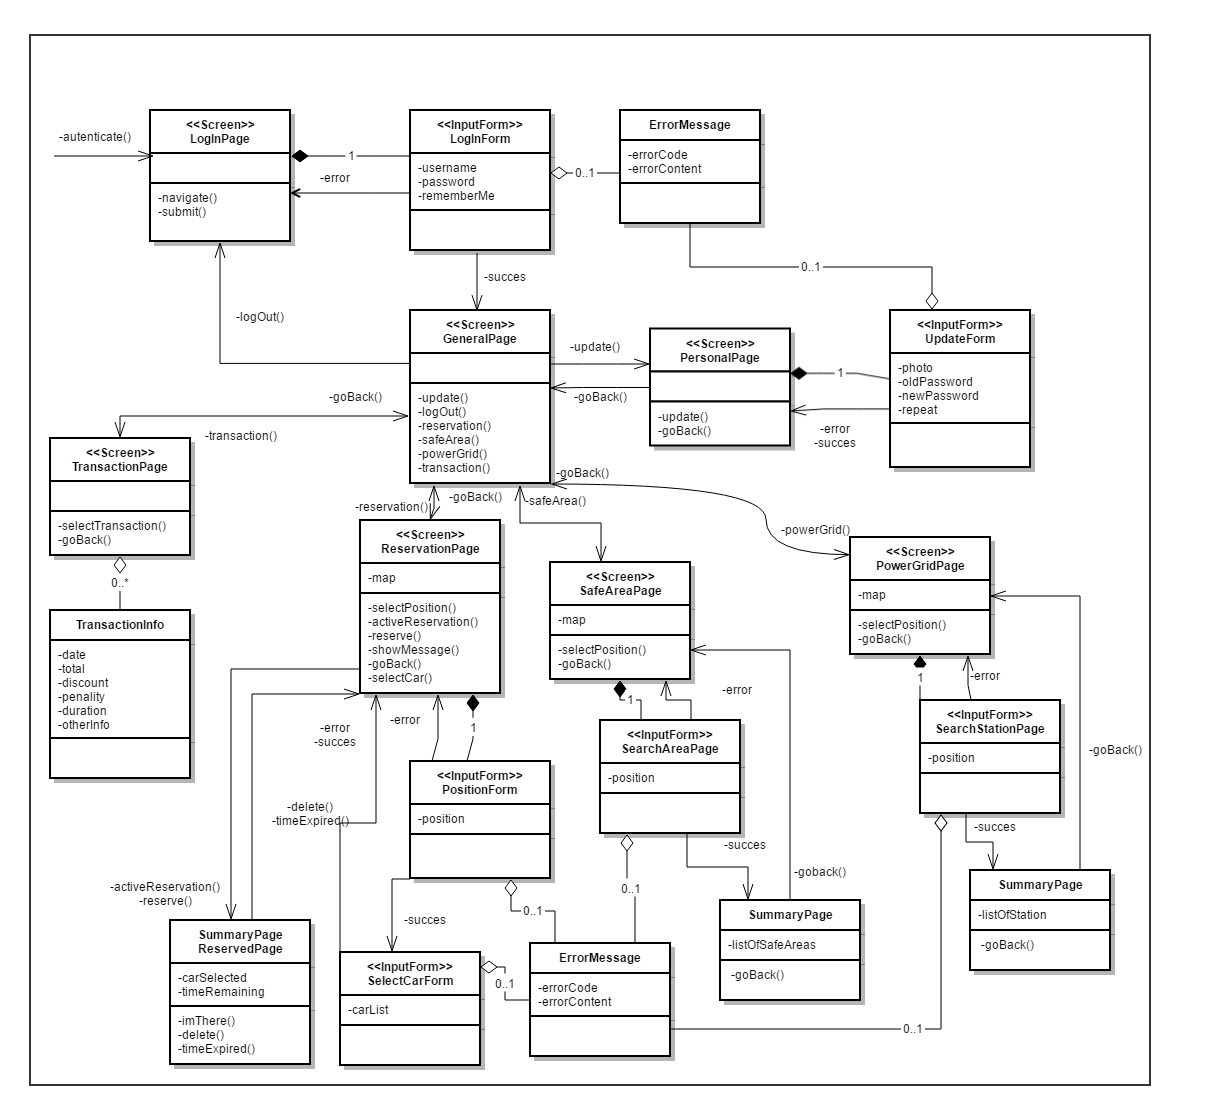 -autenticate()
<<Screen>>
LogInPage
-navigate()
-submit()
1
-error
<<InputForm>>
LogInForm
-username
-password
-rememberMe
0..1
ErrorMessage
-errorCode
-errorContent
0..1
-succes
-logOut()
<<Screen>>
GeneralPage
-update()
-logOut()
-reservation()
-safeArea()
-powerGrid()
-transaction()
-update()
-goBack()
<<Screen>>
PersonalPage
-update()
-goBack()
1
-error
-succes
<<InputForm>>
UpdateForm
-photo
-oldPassword
-newPassword
-repeat
-goBack()
-transaction()
<<Screen>>
TransactionPage
-selectTransaction()
-goBack()
0..*
TransactionInfo
-date
-total
-discount
-penality
-duration
-otherInfo
-reservation()
-goBack()
-safeArea()
-goBack()
-powerGrid()
<<Screen>>
ReservationPage
-map
-selectPosition()
-activeReservation()
-reserve()
-showMessage()
-goBack()
-selectCar()
<<Screen>>
SafeAreaPage
-map
-selectPosition()
-goBack()
<<Screen>>
PowerGridPage
-map
-selectPosition()
-goBack()
-error
-succes
-error
1
1
-error
1
-error
<<InputForm>>
PositionForm
-position
<<InputForm>>
SearchAreaPage
-position
<<InputForm>>
SearchStationPage
-position
-goBack()
-delete()
-timeExpired()
-activeReservation()
-reserve()
-succes
0..1
0..1
-succes
-goback()
-succes
SummaryPage
ReservedPage
-carSelected
-timeRemaining
-imThere()
-delete()
-timeExpired()
<<InputForm>>
SelectCarForm
-carList
0..1
ErrorMessage
-errorCode
-errorContent
SummaryPage
-listOfSafeAreas
-goBack()
SummaryPage
-listOfStation
-goBack()
0..1